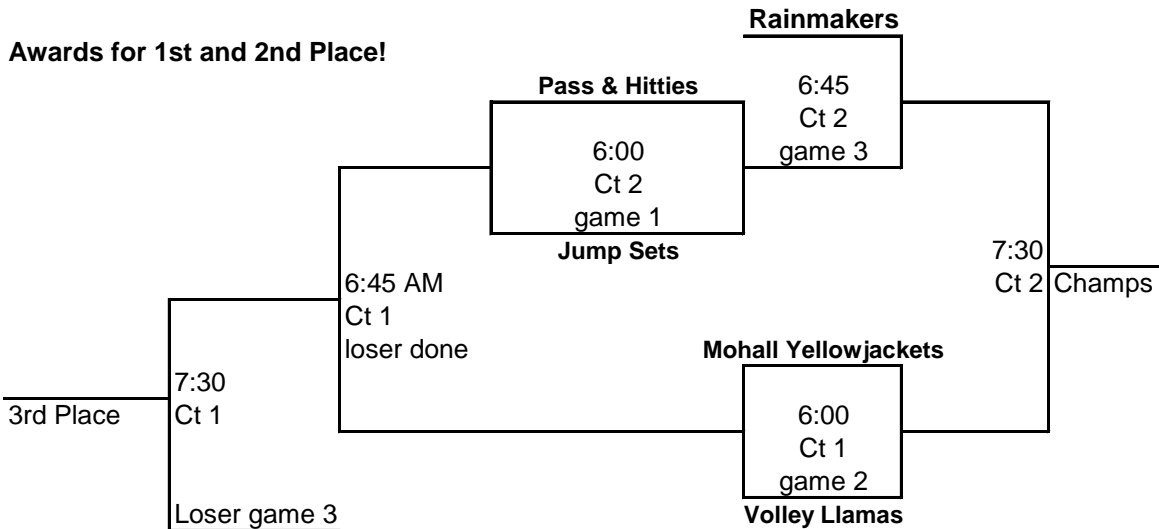 Rainmakers
Awards for 1st and 2nd Place!
Pass & Hitties
6:45
Ct 2
game 3
6:00
Ct 2
game 1
Jump Sets
7:30
Ct 2
Champs
6:45 AM
Ct 1
loser done
Mohall Yellowjackets
7:30
Ct 1
3rd Place
6:00
Ct 1
game 2
Loser game 3
Volley Llamas